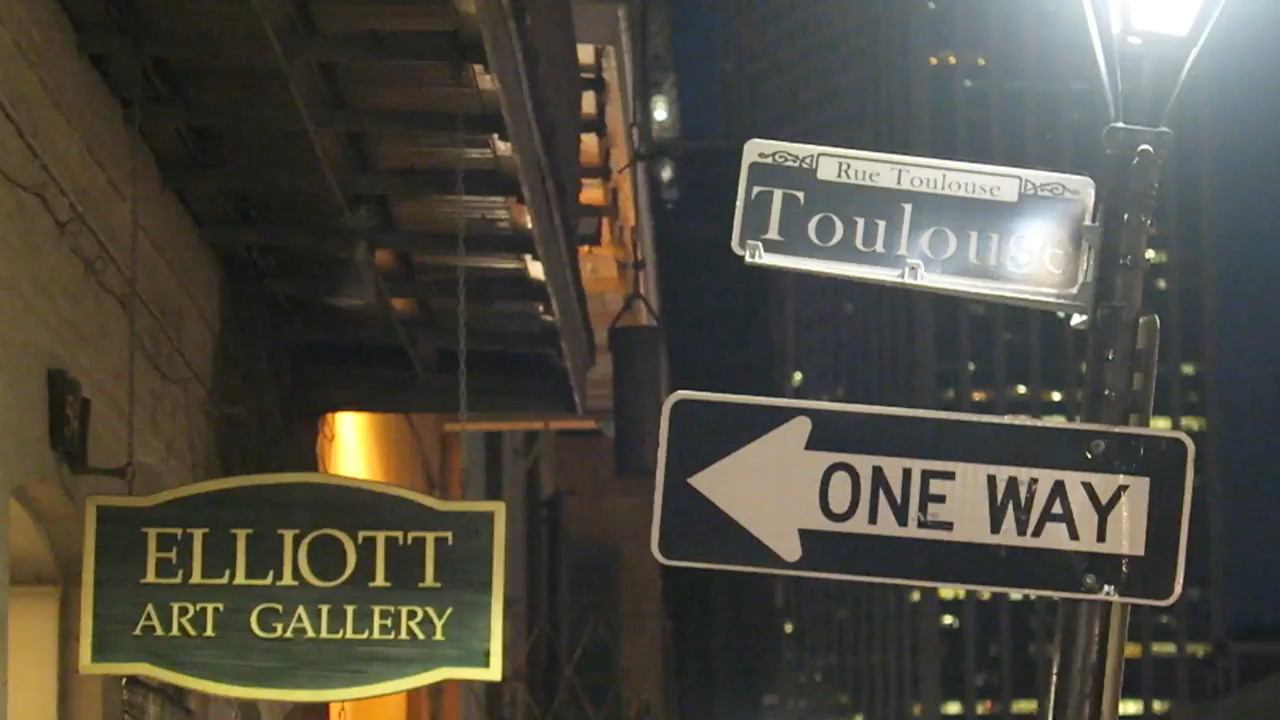 Rue Toulouse
Toulouse
ONE WAY
ELLIOTT
ART GALLERY